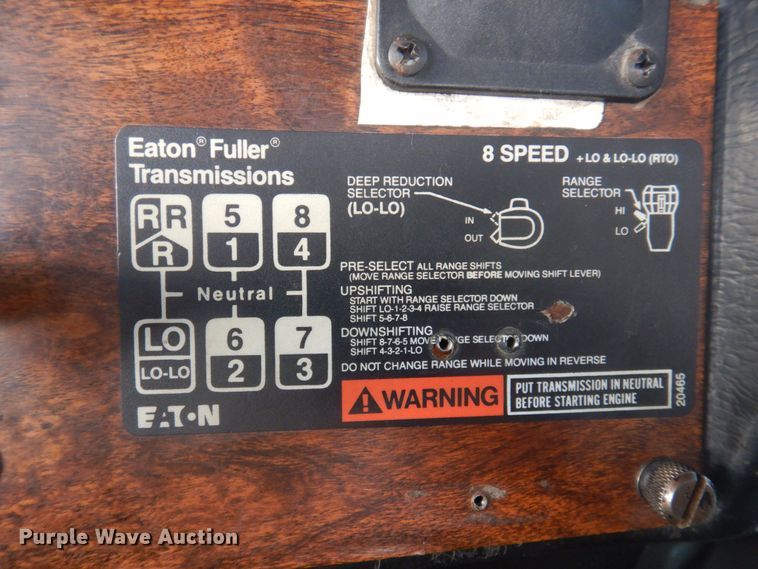 Eaton® Fuller®
Transmissions
8 SPEED + LO & LO-LO (RTO)
R R
R
5
1
8
4
Neutral
LO
LO-LO
6
2
7
3
EATON
DEEP REDUCTION
SELECTOR
(LO-LO)
IN
OUT
RANGE
SELECTOR
HI
LO
PRE-SELECT ALL RANGE SHIFTS
(MOVE RANGE SELECTOR BEFORE MOVING SHIFT LEVER)
UPSHIFTING
START WITH RANGE SELECTOR DOWN
SHIFT LO-1-2-3-4 RAISE RANGE SELECTOR
SHIFT 5-6-7-8
DOWNSHIFTING
SHIFT 8-7-6-5 MOVE RANGE SELECTOR DOWN
SHIFT 4-3-2-1-LO
DO NOT CHANGE RANGE WHILE MOVING IN REVERSE
WARNING
PUT TRANSMISSION IN NEUTRAL
BEFORE STARTING ENGINE
20465
Purple Wave Auction